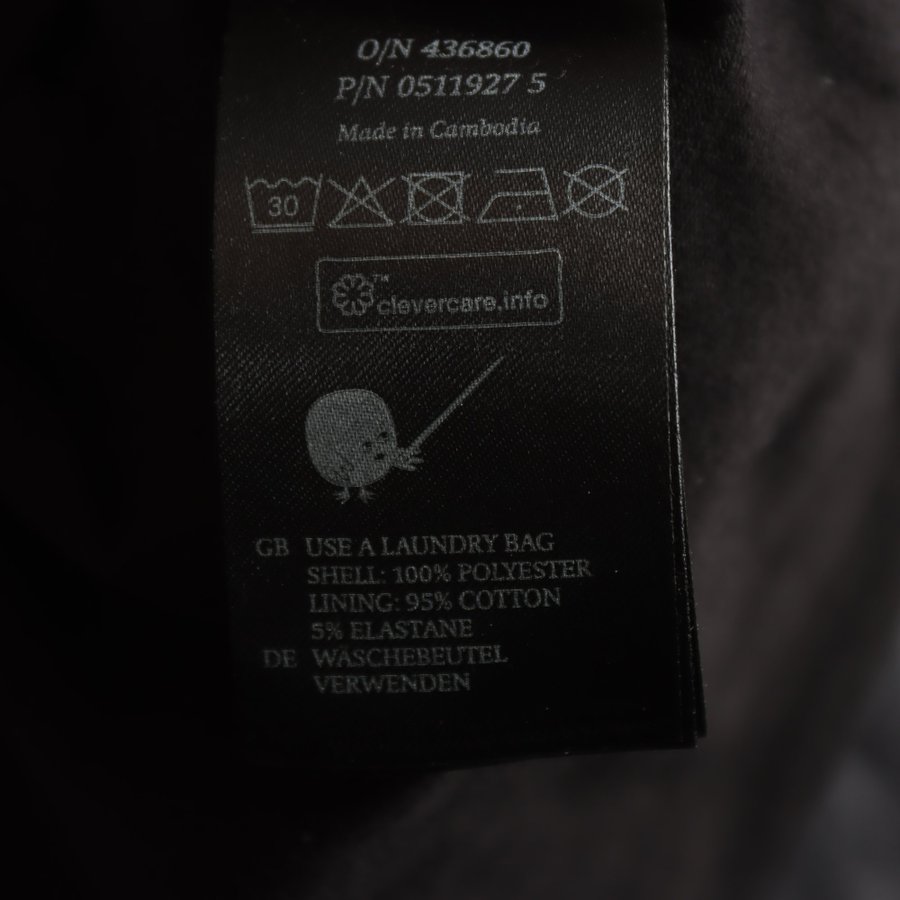 O/N 436860
P/N 0511927 5
Made in Cambodia
30
™ clevercare.info
GB USE A LAUNDRY BAG
SHELL: 100% POLYESTER
LINING: 95% COTTON
5% ELASTANE
DE WÄSCHEBEUTEL
VERWENDEN